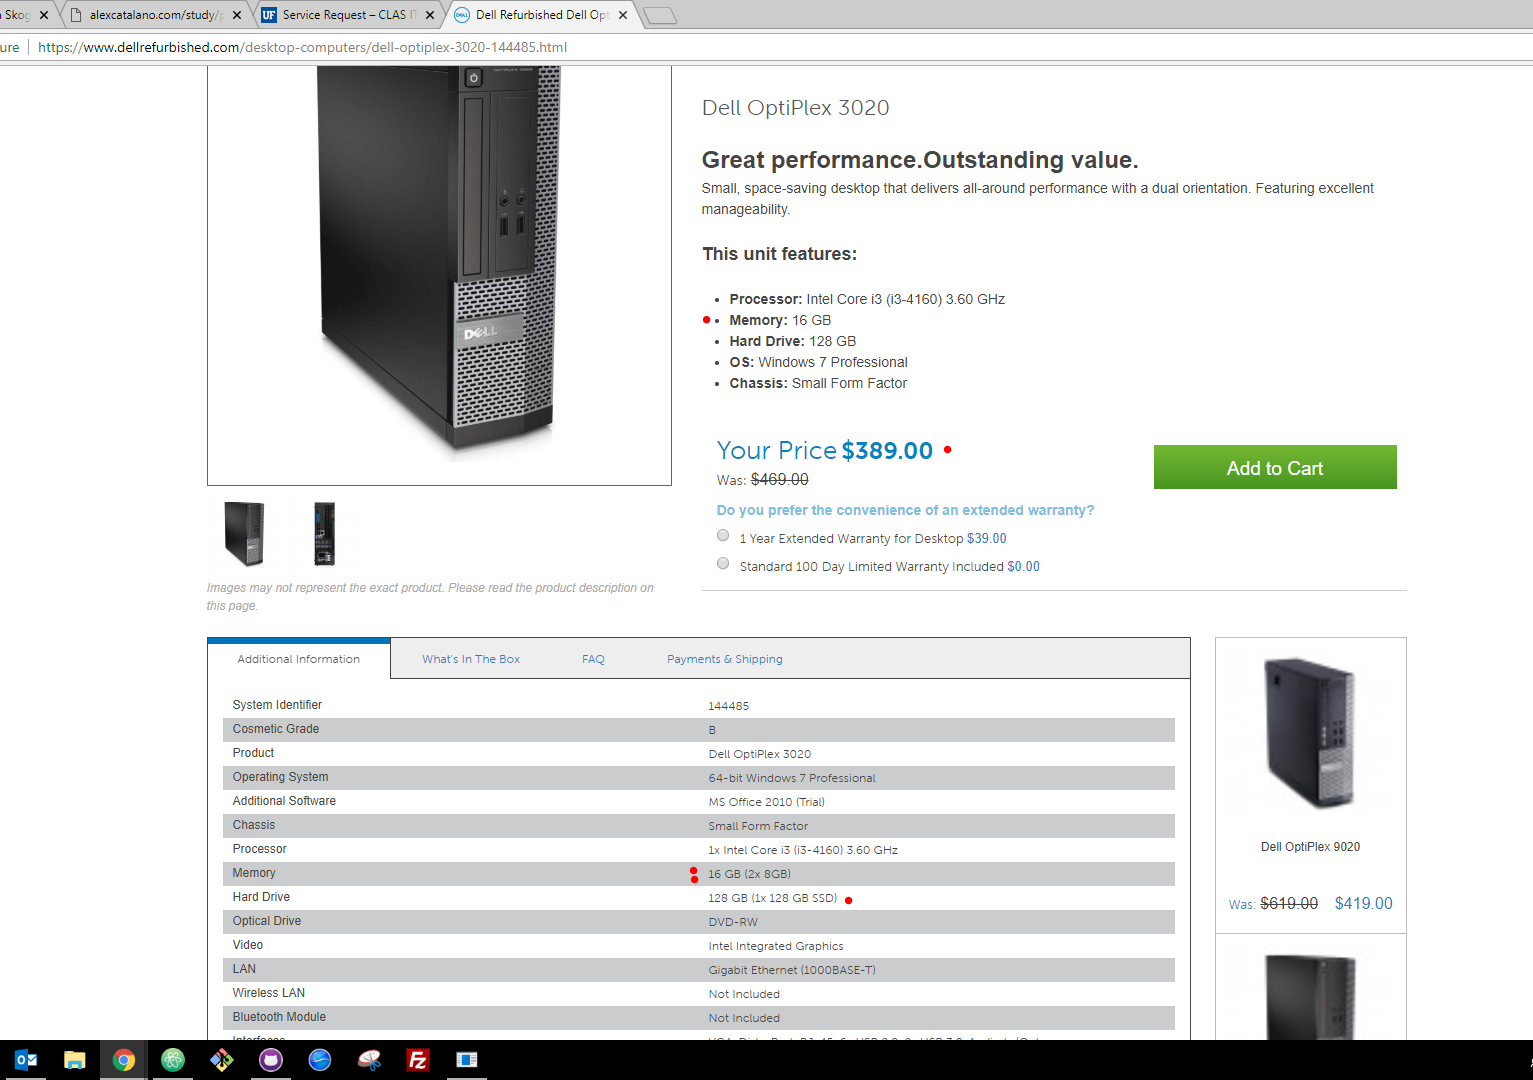 Skog
alexcatalano.com/study/
UF Service Request – CLAS IT
DELL Dell Refurbished Dell Opt
ure https://www.dellrefurbished.com/desktop-computers/dell-optiplex-3020-144485.html
DELL
Dell OptiPlex 3020
Great performance.Outstanding value.
Small, space-saving desktop that delivers all-around performance with a dual orientation. Featuring excellent
manageability.
This unit features:
• Processor: Intel Core i3 (i3-4160) 3.60 GHz
• Memory: 16 GB
• Hard Drive: 128 GB
• OS: Windows 7 Professional
• Chassis: Small Form Factor
Your Price $389.00
Was: $469.00
Add to Cart
Do you prefer the convenience of an extended warranty?
1 Year Extended Warranty for Desktop $39.00
Standard 100 Day Limited Warranty Included $0.00
Images may not represent the exact product. Please read the product description on
this page.
Additional Information What's In The Box FAQ Payments & Shipping
System Identifier 144485
Cosmetic Grade B
Product Dell OptiPlex 3020
Operating System 64-bit Windows 7 Professional
Additional Software MS Office 2010 (Trial)
Chassis Small Form Factor
Processor 1x Intel Core i3 (i3-4160) 3.60 GHz
Memory 16 GB (2x 8GB)
Hard Drive 128 GB (1x 128 GB SSD)
Optical Drive DVD-RW
Video Intel Integrated Graphics
LAN Gigabit Ethernet (1000BASE-T)
Wireless LAN Not Included
Bluetooth Module Not Included
Dell OptiPlex 9020
Was: $619.00 $419.00